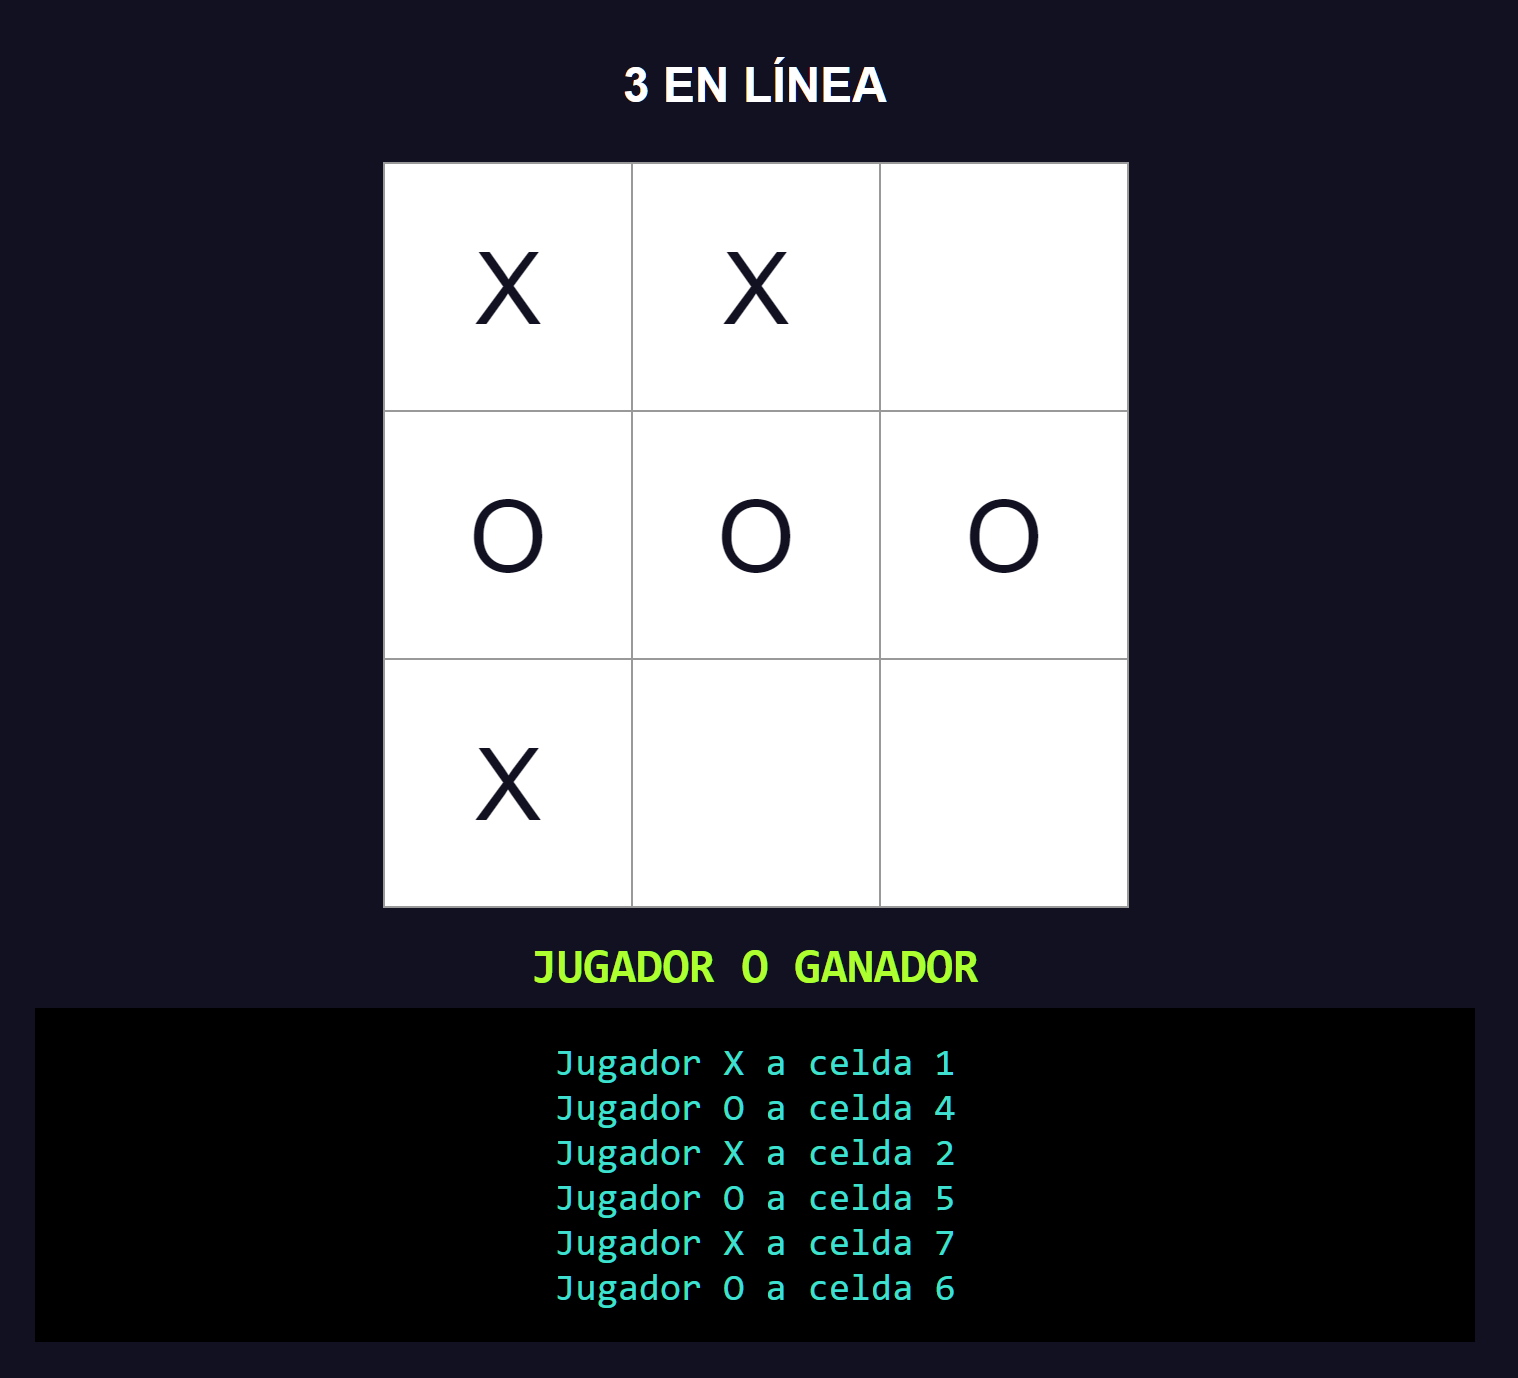 3 EN LÍNEA
X X
O O O
X
JUGADOR O GANADOR
Jugador X a celda 1
Jugador O a celda 4
Jugador X a celda 2
Jugador O a celda 5
Jugador X a celda 7
Jugador O a celda 6